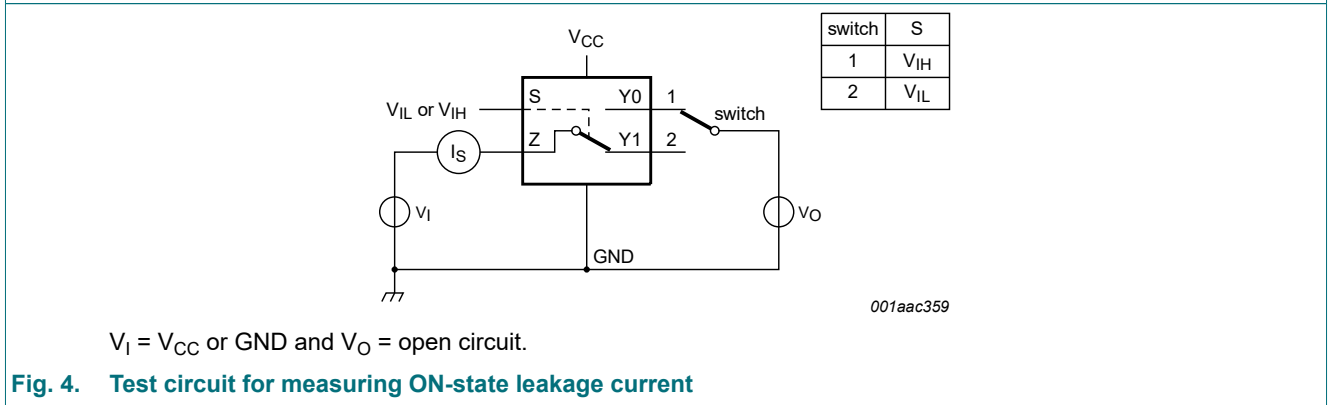 switch S
1 VIH
2 VIL
VCC
S Y0 1
VIL or VIH
switch
Z Y1 2
IS
VI
VO
GND
001aac359
VI = VCC or GND and VO = open circuit.
Fig. 4. Test circuit for measuring ON-state leakage current